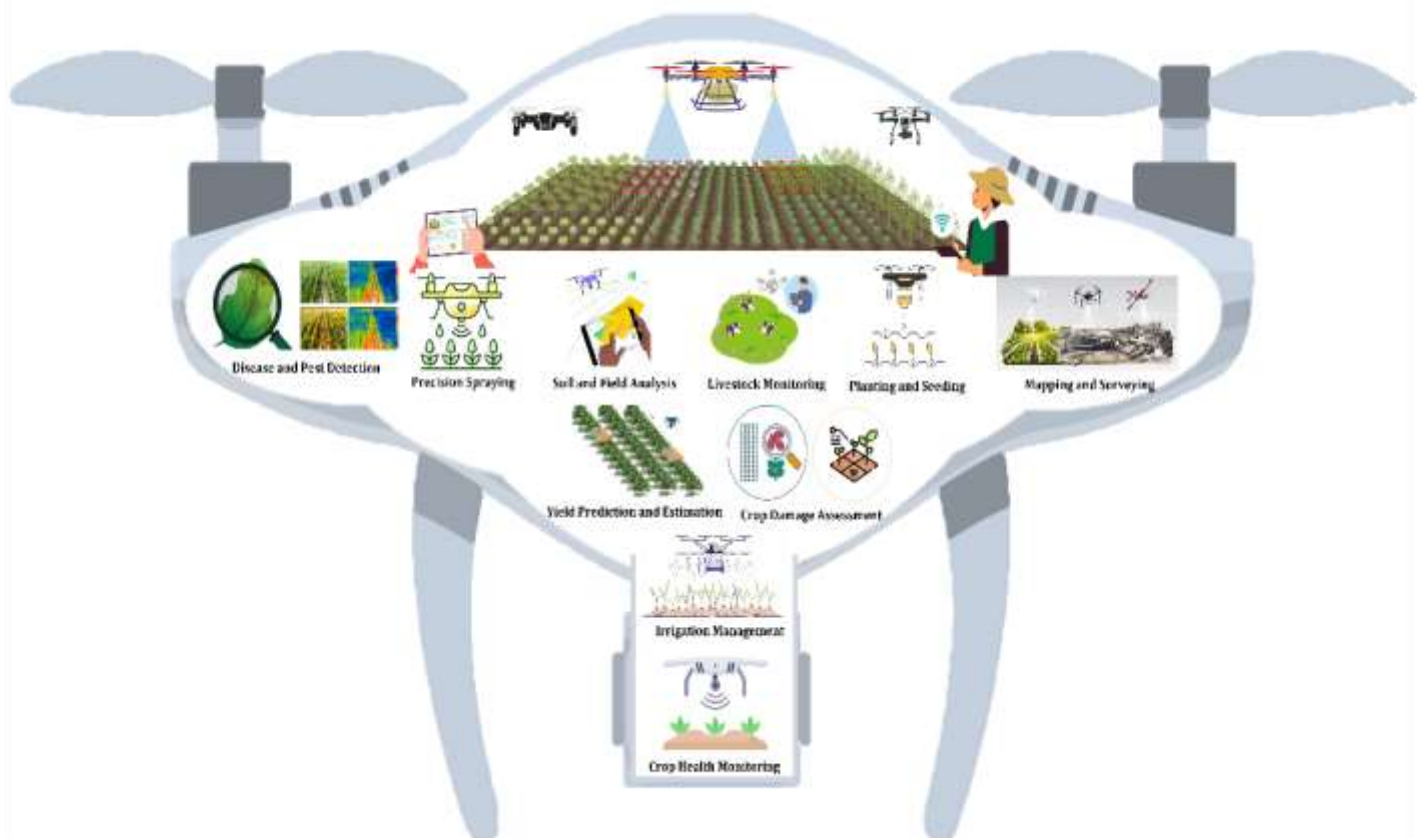 Disease and Pest Detection
Precision Spraying
Soil and Field Analysis
Livestock Monitoring
Planting and Seeding
Mapping and Surveying
Yield Prediction and Estimation
Crop Damage Assessment
Irrigation Management
Crop Health Monitoring